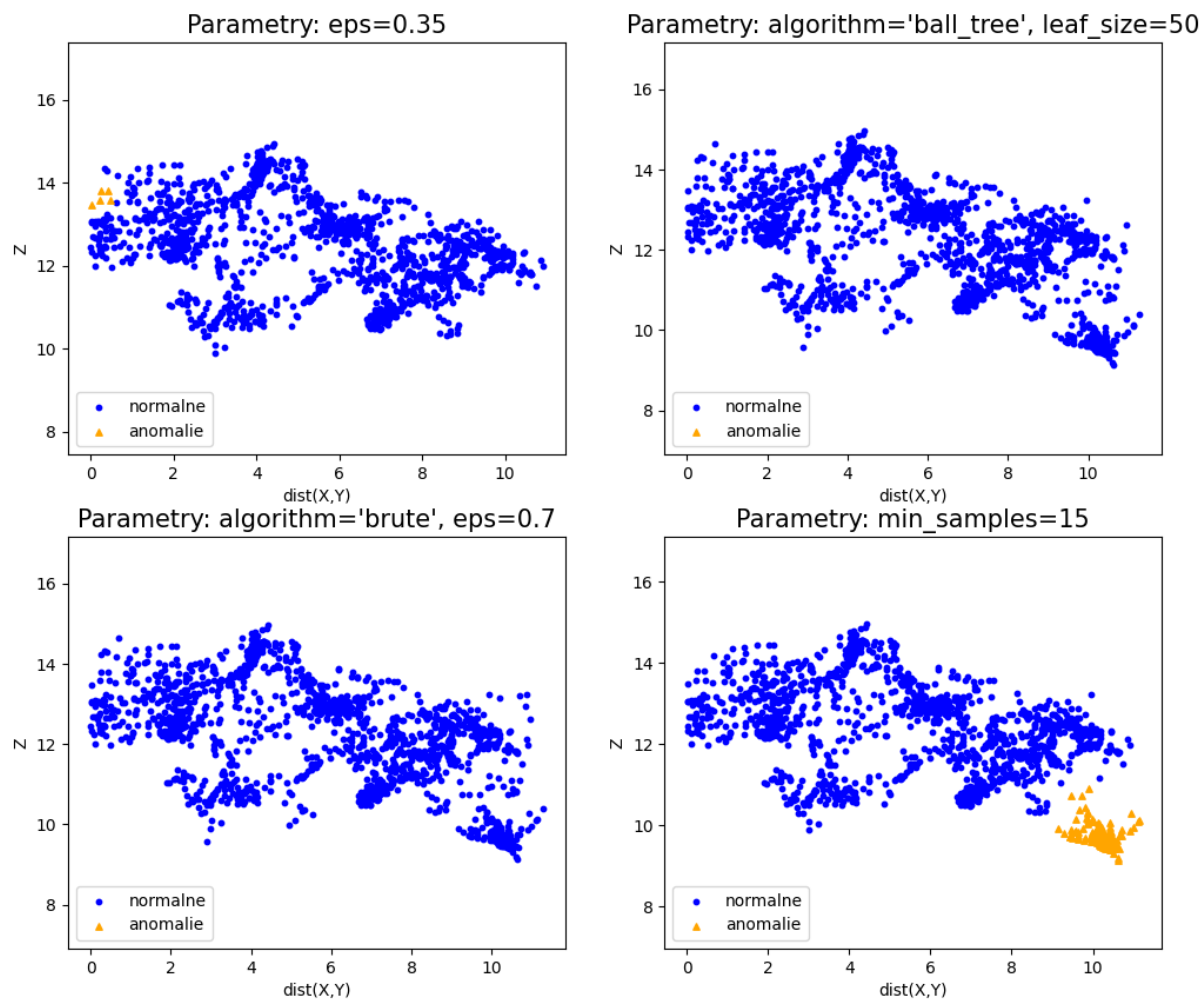 Parametry: eps=0.35
16
14
12
10
8
Z
normalne
anomalie
0 2 4 6 8 10
dist(X,Y)
Parametry: algorithm='ball_tree', leaf_size=50
16
14
12
10
8
Z
normalne
anomalie
0 2 4 6 8 10
dist(X,Y)
Parametry: algorithm='brute', eps=0.7
16
14
12
10
8
Z
normalne
anomalie
0 2 4 6 8 10
dist(X,Y)
Parametry: min_samples=15
16
14
12
10
8
Z
normalne
anomalie
0 2 4 6 8 10
dist(X,Y)